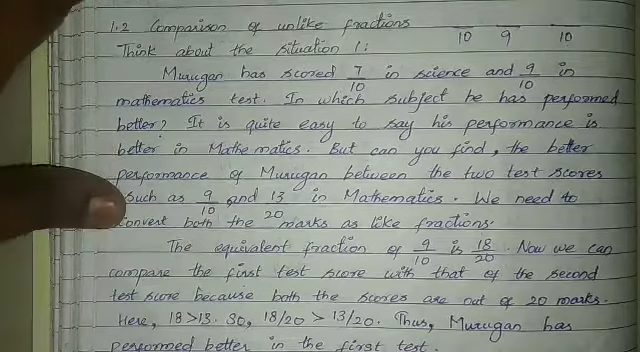 10 9 10
1.2 Comparison of unlike fractions
Think about the situation 1:
Murugan has scored 7/10 in science and 9/10 in
mathematics test. In which subject he has performed
better? It is quite easy to say his performance is
better in Mathe matics. But can you find, the better
performance of Murugan between the two test scores
such as 9/10 and 13/20 in Mathematics. We need to
convert both the marks as like fractions.
The equivalent fraction of 9/10 is 18/20. Now we can
compare the first test score with that of the second
test score because both the scores are out of 20 marks.
Here, 18>13. So, 18/20 > 13/20. Thus, Murugan has
performed better in the first test.